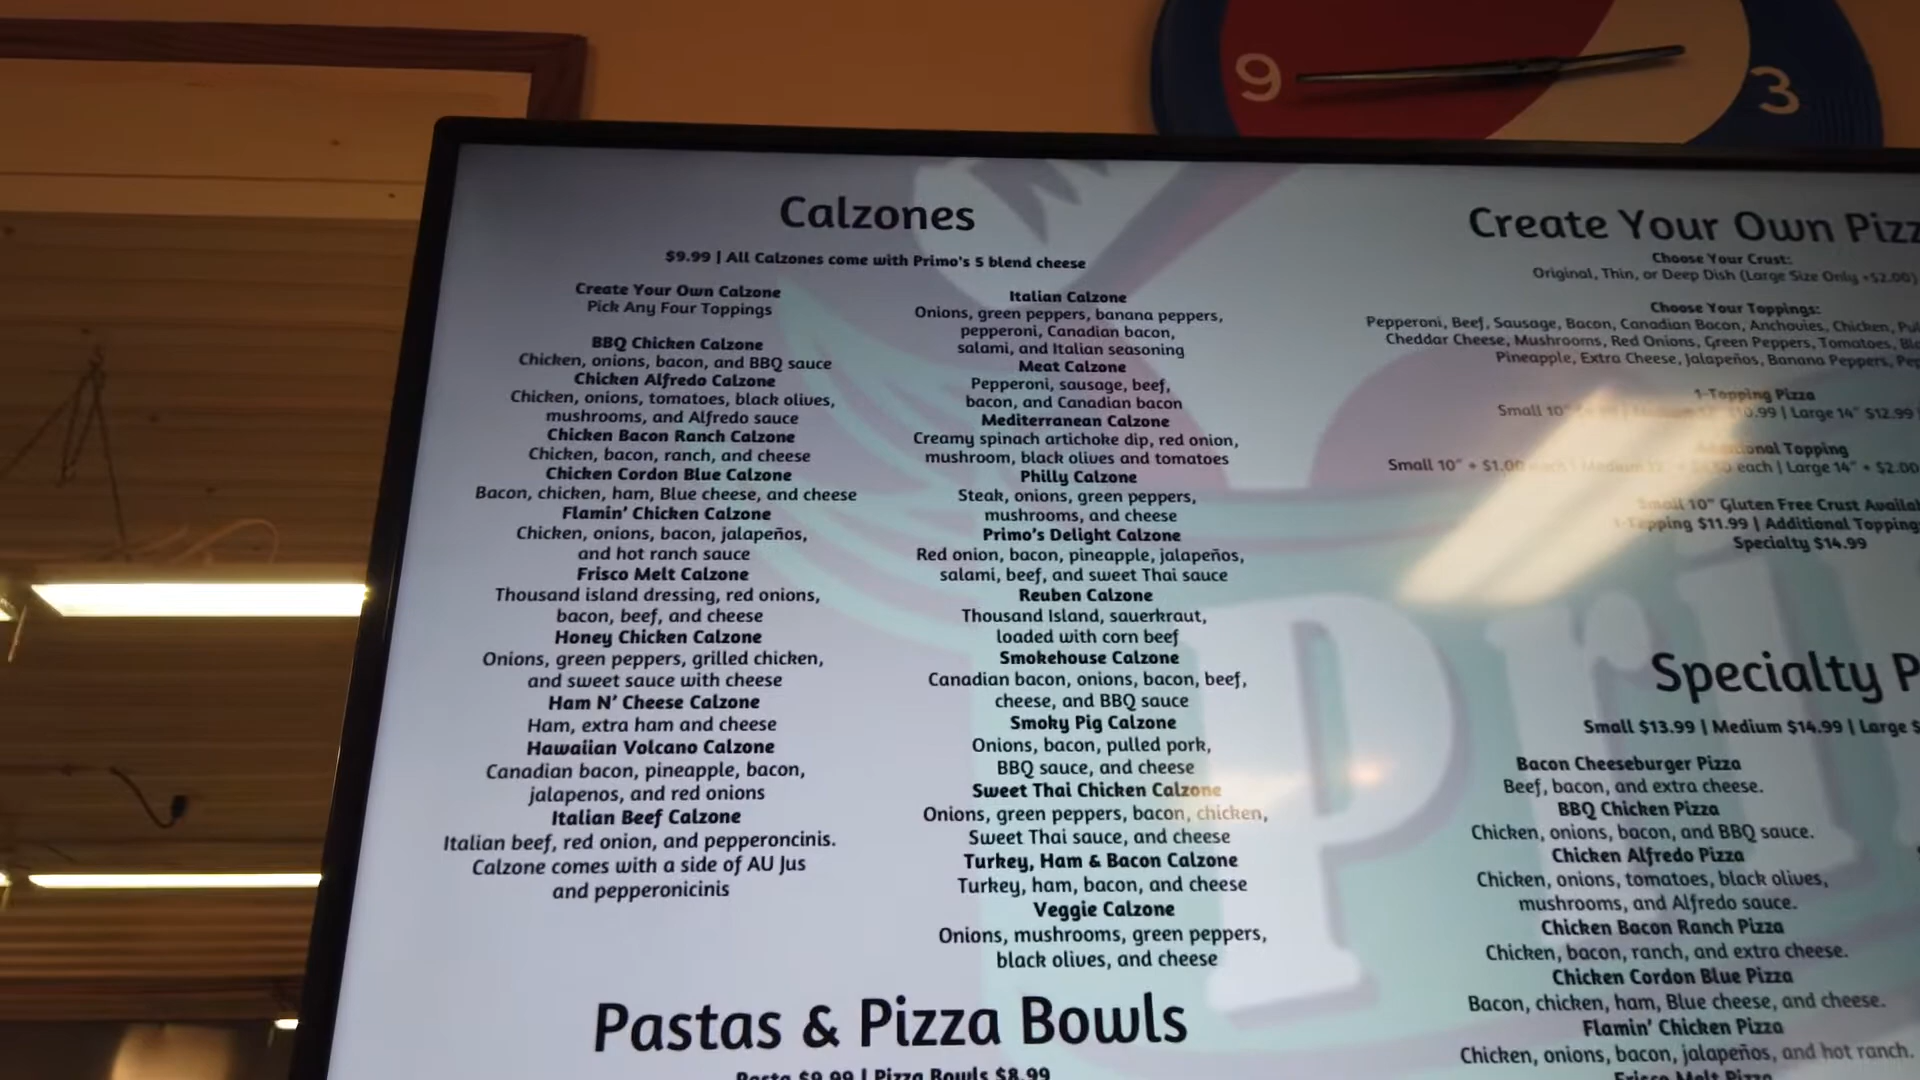 9
3
Calzones
$9.99 | All Calzones come with Primo's 5 blend cheese
Create Your Own Calzone
Pick Any Four Toppings
BBQ Chicken Calzone
Chicken, onions, bacon, and BBQ sauce
Chicken Alfredo Calzone
Chicken, onions, tomatoes, black olives,
mushrooms, and Alfredo sauce
Chicken Bacon Ranch Calzone
Chicken, bacon, ranch, and cheese
Chicken Cordon Blue Calzone
Bacon, chicken, ham, Blue cheese, and cheese
Flamin' Chicken Calzone
Chicken, onions, bacon, jalapeños,
and hot ranch sauce
Frisco Melt Calzone
Thousand island dressing, red onions,
bacon, beef, and cheese
Honey Chicken Calzone
Onions, green peppers, grilled chicken,
and sweet sauce with cheese
Ham N' Cheese Calzone
Ham, extra ham and cheese
Hawaiian Volcano Calzone
Canadian bacon, pineapple, bacon,
jalapenos, and red onions
Italian Beef Calzone
Italian beef, red onion, and pepperoncinis.
Calzone comes with a side of AU Jus
and pepperonicinis
Italian Calzone
Onions, green peppers, banana peppers,
pepperoni, Canadian bacon,
salami, and Italian seasoning
Meat Calzone
Pepperoni, sausage, beef,
bacon, and Canadian bacon
Mediterranean Calzone
Creamy spinach artichoke dip, red onion,
mushroom, black olives and tomatoes
Philly Calzone
Steak, onions, green peppers,
mushrooms, and cheese
Primo's Delight Calzone
Red onion, bacon, pineapple, jalapeños,
salami, beef, and sweet Thai sauce
Reuben Calzone
Thousand Island, sauerkraut,
loaded with corn beef
Smokehouse Calzone
Canadian bacon, onions, bacon, beef,
cheese, and BBQ sauce
Smoky Pig Calzone
Onions, bacon, pulled pork,
BBQ sauce, and cheese
Sweet Thai Chicken Calzone
Onions, green peppers, bacon, chicken,
Sweet Thai sauce, and cheese
Turkey, Ham & Bacon Calzone
Turkey, ham, bacon, and cheese
Veggie Calzone
Onions, mushrooms, green peppers,
black olives, and cheese
Pastas & Pizza Bowls
Pasta $9.99 | Pizza Bowls $8.99
Create Your Own Pizz
Choose Your Crust:
Original, Thin, or Deep Dish (Large Size Only +$2.00)
Choose Your Toppings:
Pepperoni, Beef, Sausage, Bacon, Canadian Bacon, Anchovies, Chicken,
Cheddar Cheese, Mushrooms, Red Onions, Green Peppers, Tomatoes,
Pineapple, Extra Cheese, Jalapeños, Banana Peppers,
1-Topping Pizza
Small 10" | Large 14" $12.99
Topping
Small 10" + $1.00 each | Large 14" + $2.00
Small 10" Gluten Free Crust
1-Topping $11.99 | Additional Topping
Specialty $14.99
Pri
Specialty P
Small $13.99 | Medium $14.99 | Large $
Bacon Cheeseburger Pizza
Beef, bacon, and extra cheese.
BBQ Chicken Pizza
Chicken, onions, bacon, and BBQ sauce.
Chicken Alfredo Pizza
Chicken, onions, tomatoes, black olives,
mushrooms, and Alfredo sauce.
Chicken Bacon Ranch Pizza
Chicken, bacon, ranch, and extra cheese.
Chicken Cordon Blue Pizza
Bacon, chicken, ham, Blue cheese, and cheese.
Flamin' Chicken Pizza
Chicken, onions, bacon, jalapeños, and hot ranch.
Frisco Melt Pizza